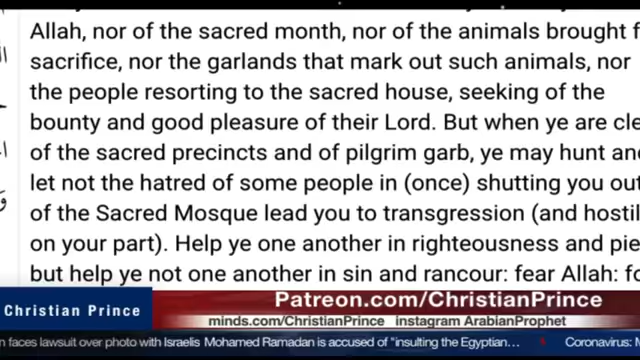 Allah, nor of the sacred month, nor of the animals brought f
sacrifice, nor the garlands that mark out such animals, nor
the people resorting to the sacred house, seeking of the
bounty and good pleasure of their Lord. But when ye are cle
of the sacred precincts and of pilgrim garb, ye may hunt and
let not the hatred of some people in (once) shutting you out
of the Sacred Mosque lead you to transgression (and hostil
on your part). Help ye one another in righteousness and pie
but help ye not one another in sin and rancour: fear Allah: fo
Christian Prince
Patreon.com/ChristianPrince
minds.com/ChristianPrince instagram ArabianProphet
n faces lawsuit over photo with Israelis Mohamed Ramadan is accused of "insulting the Egyptian... Coronavirus: M